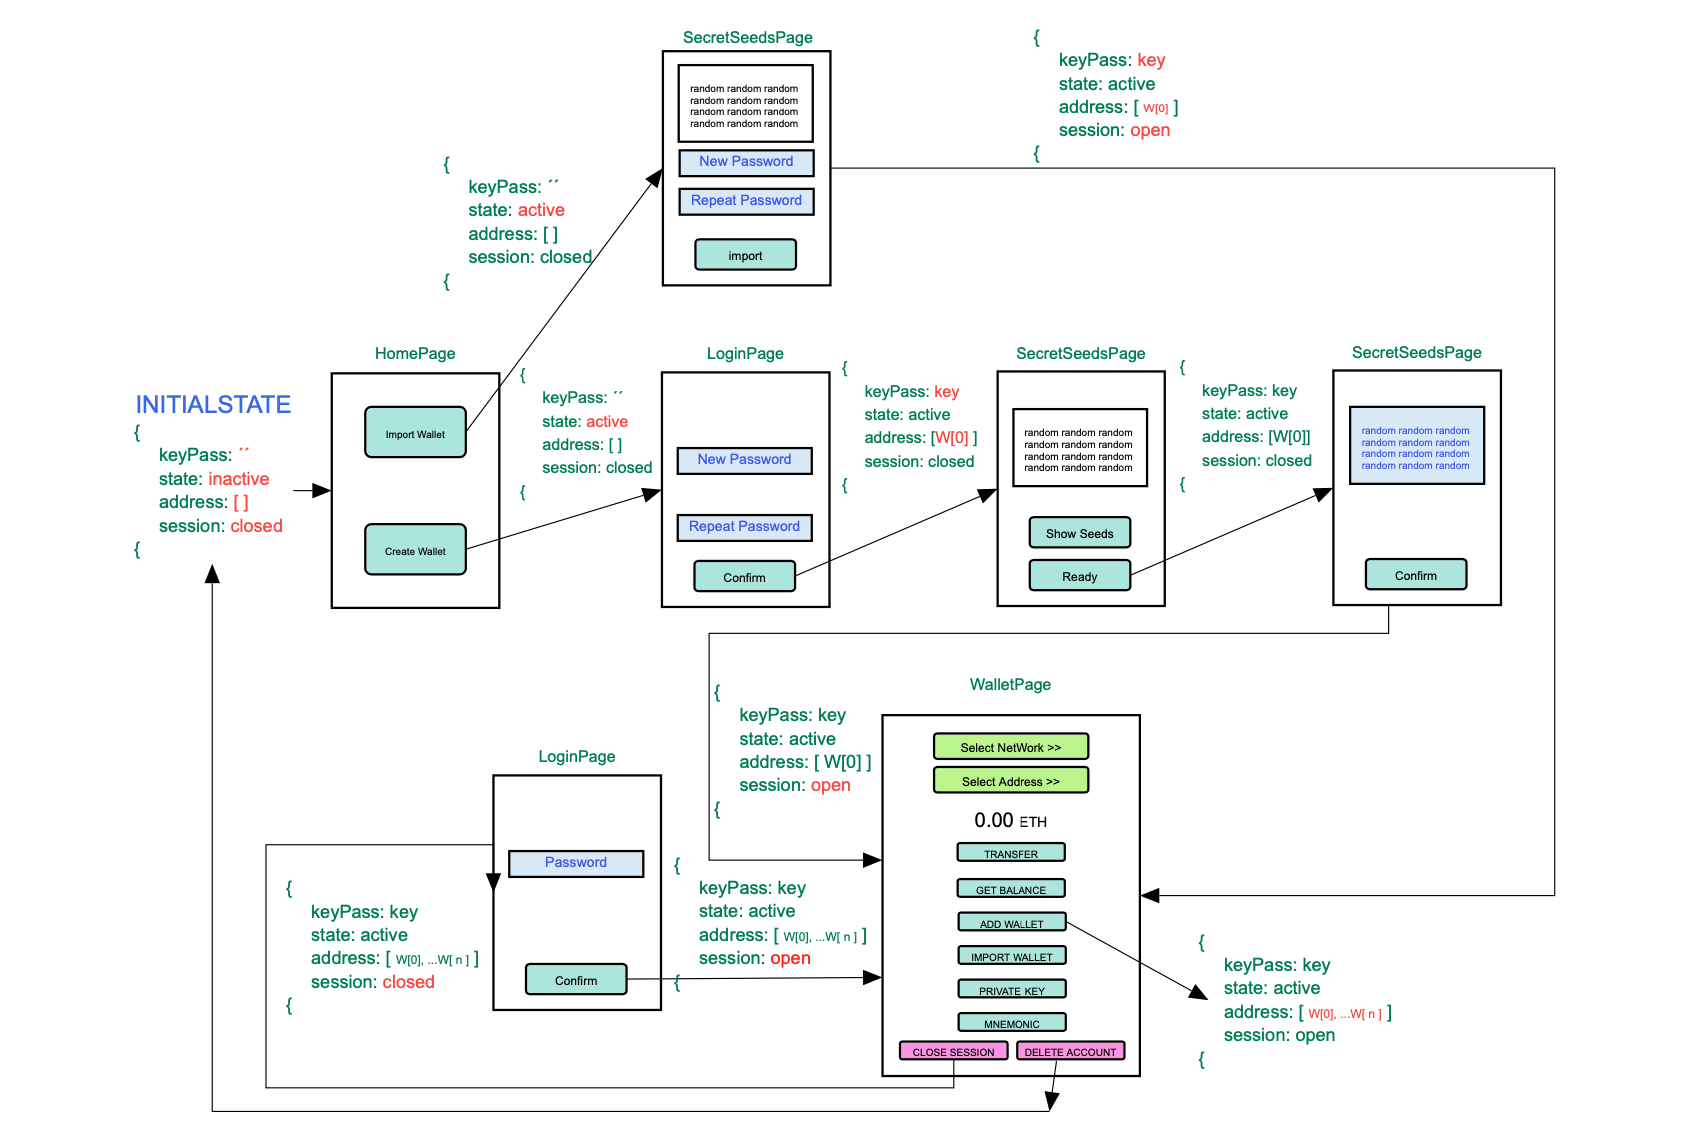 SecretSeedsPage
random random random
random random random
random random random
random random random
New Password
Repeat Password
import
{
keyPass: key
state: active
address: [ W[0] ]
session: open
{
{
keyPass: ´´
state: active
address: [ ]
session: closed
{
INITIALSTATE
{
keyPass: ´´
state: inactive
address: [ ]
session: closed
{
HomePage
Import Wallet
Create Wallet
{
keyPass: ´´
state: active
address: [ ]
session: closed
{
LoginPage
New Password
Repeat Password
Confirm
{
keyPass: key
state: active
address: [W[0] ]
session: closed
{
SecretSeedsPage
random random random
random random random
random random random
random random random
Show Seeds
Ready
{
keyPass: key
state: active
address: [W[0]]
session: closed
{
SecretSeedsPage
random random random
random random random
random random random
random random random
Confirm
{
keyPass: key
state: active
address: [ W[0] ]
session: open
{
WalletPage
Select NetWork >>
Select Address >>
0.00 ETH
TRANSFER
GET BALANCE
ADD WALLET
IMPORT WALLET
PRIVATE KEY
MNEMONIC
CLOSE SESSION
DELETE ACCOUNT
LoginPage
Password
Confirm
{
keyPass: key
state: active
address: [ W[0], ...W[ n ] ]
session: closed
{
{
keyPass: key
state: active
address: [ W[0], ...W[ n ] ]
session: open
{
{
keyPass: key
state: active
address: [ W[0], ...W[ n ] ]
session: open
{